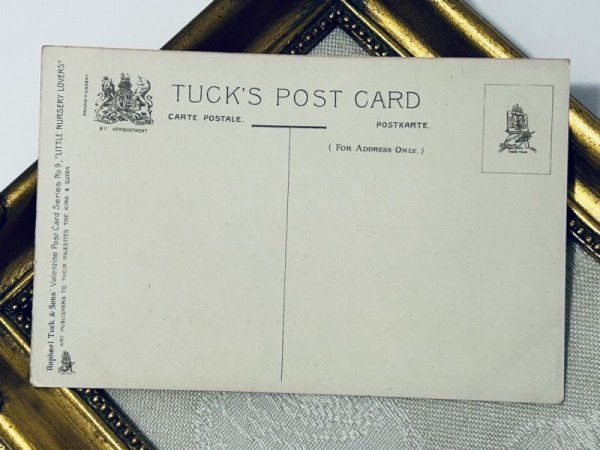 TUCK'S POST CARD
CARTE POSTALE.
POSTKARTE.
( FOR ADDRESS ONLY. )
BY APPOINTMENT
PRINTED IN GERMANY
Raphael Tuck & Sons Valentine Post Card Series No 9, "LITTLE NURSERY LOVERS"
ART PUBLISHERS TO THEIR MAJESTIES THE KING & QUEEN